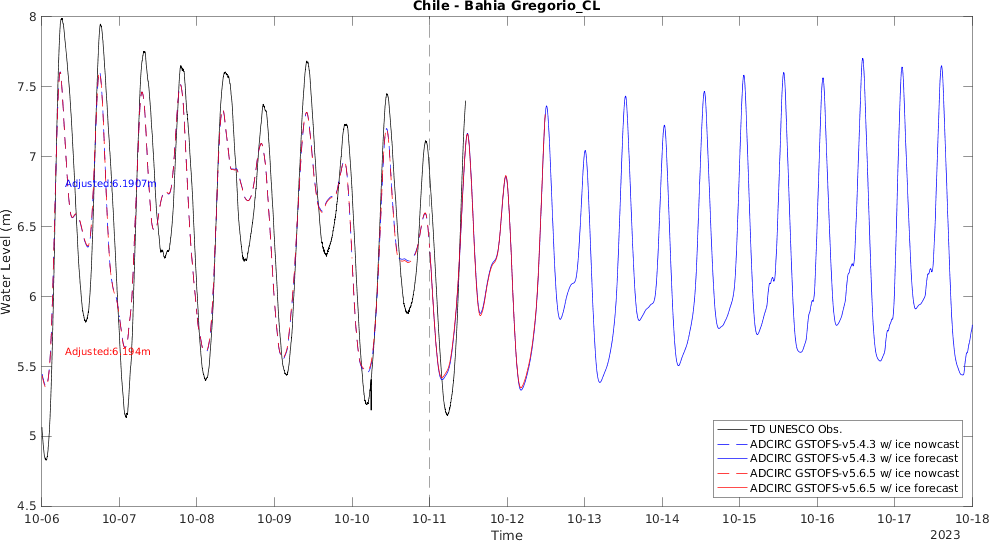 Chile - Bahia Gregorio_CL
8
7.5
7
6.5
6
5.5
5
4.5
Water Level (m)
Adjusted:6.1907m
Adjusted:6.194m
TD UNESCO Obs.
ADCIRC GSTOFS-v5.4.3 w/ ice nowcast
ADCIRC GSTOFS-v5.4.3 w/ ice forecast
ADCIRC GSTOFS-v5.6.5 w/ ice nowcast
ADCIRC GSTOFS-v5.6.5 w/ ice forecast
10-06 10-07 10-08 10-09 10-10 10-11 10-12 10-13 10-14 10-15 10-16 10-17 10-18
Time
2023